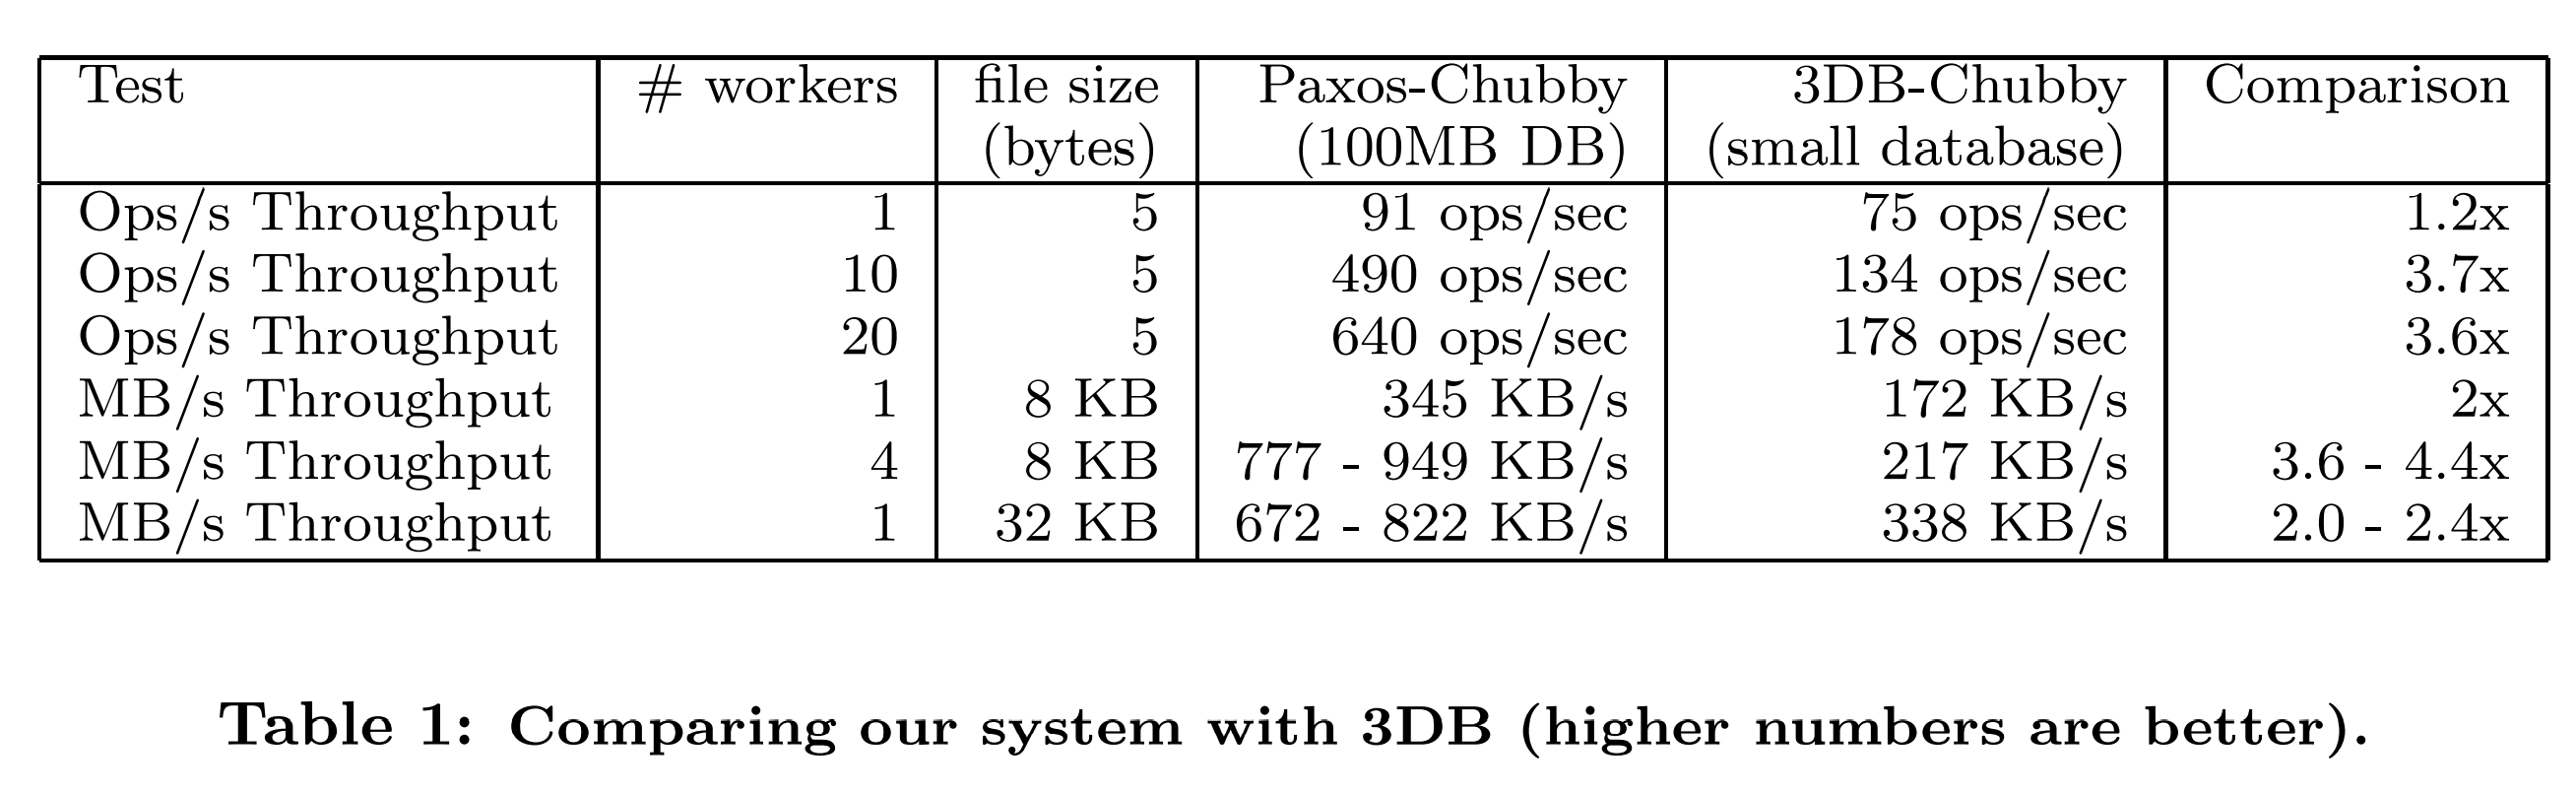 Test # workers file size Paxos-Chubby 3DB-Chubby Comparison
(bytes) (100MB DB) (small database)
Ops/s Throughput 1 5 91 ops/sec 75 ops/sec 1.2x
Ops/s Throughput 10 5 490 ops/sec 134 ops/sec 3.7x
Ops/s Throughput 20 5 640 ops/sec 178 ops/sec 3.6x
MB/s Throughput 1 8 KB 345 KB/s 172 KB/s 2x
MB/s Throughput 4 8 KB 777 - 949 KB/s 217 KB/s 3.6 - 4.4x
MB/s Throughput 1 32 KB 672 - 822 KB/s 338 KB/s 2.0 - 2.4x
Table 1: Comparing our system with 3DB (higher numbers are better).